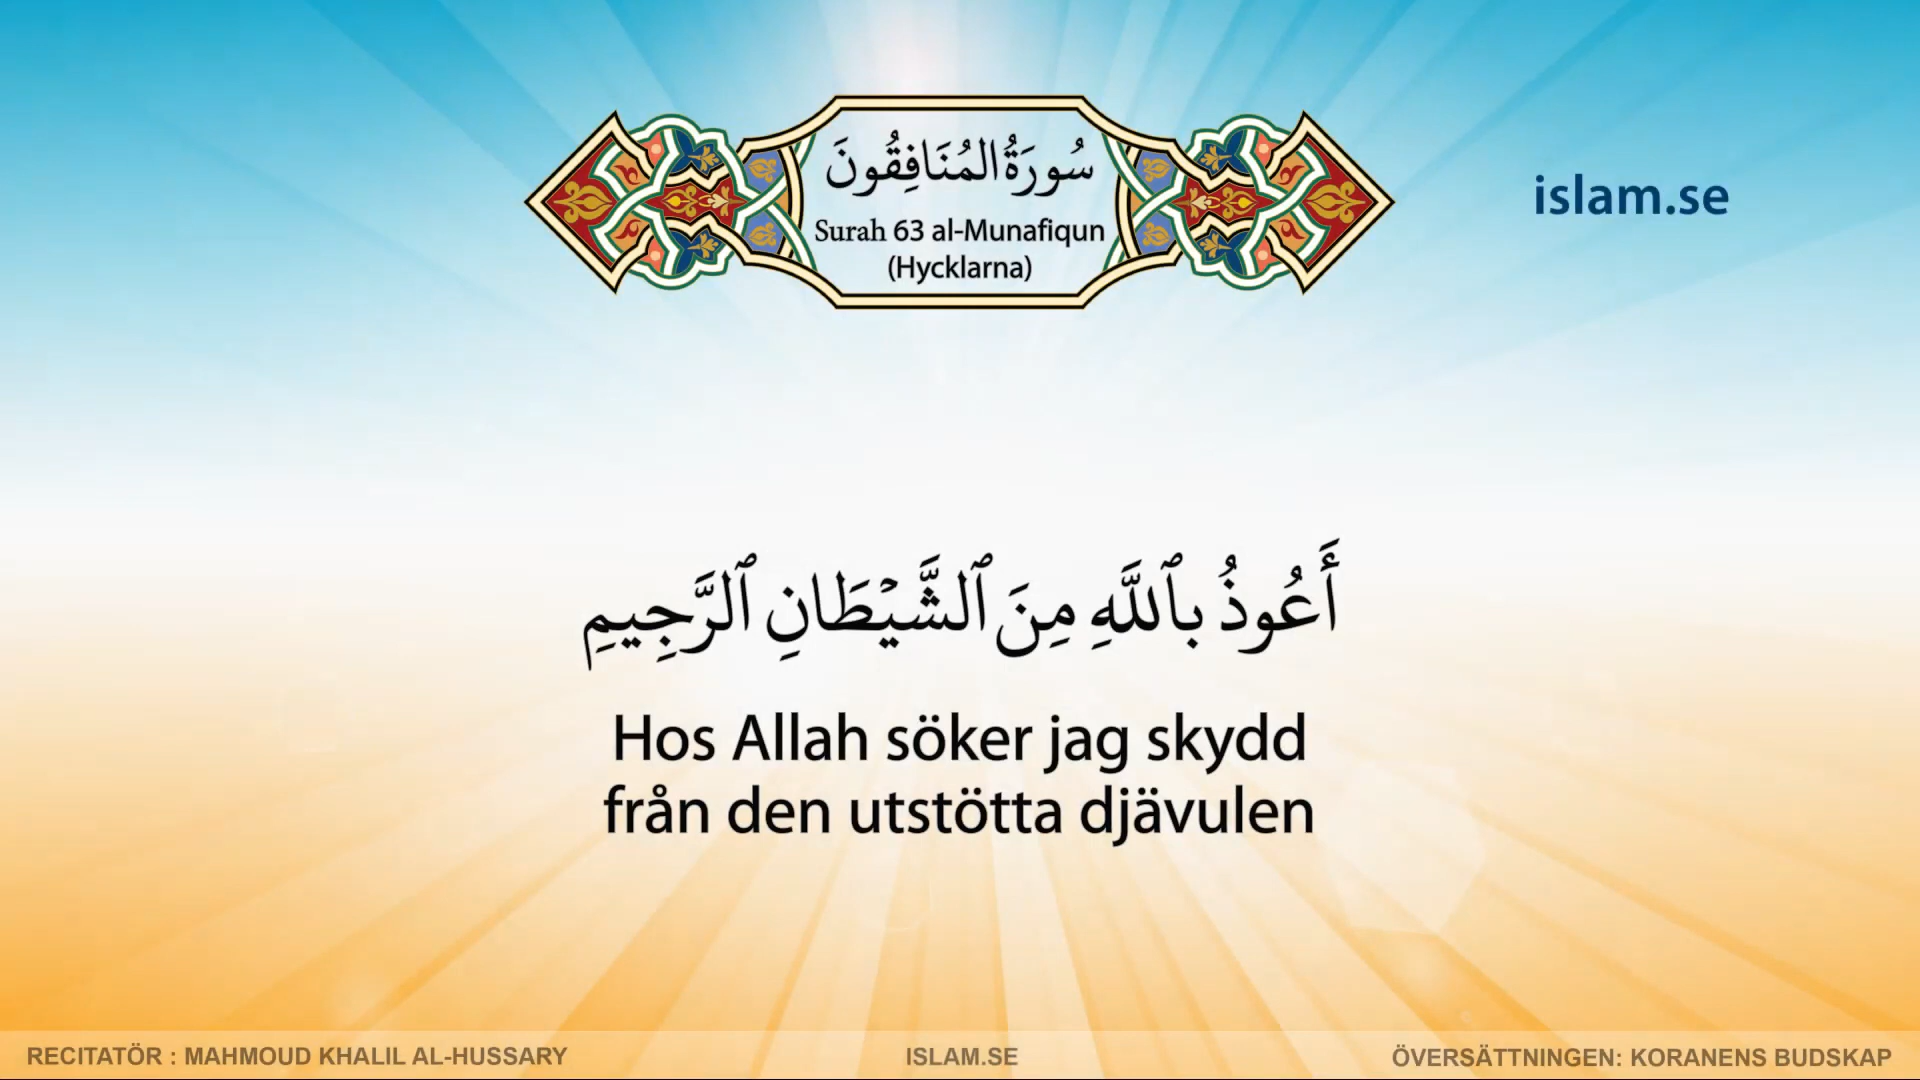 سُورَةُ المُنَافِقُونَ
Surah 63 al-Munafiqun
(Hycklarna)
islam.se
أَعُوذُ بِٱللَّهِ مِنَ ٱلشَّيْطَانِ ٱلرَّجِيمِ
Hos Allah söker jag skydd
från den utstötta djävulen
RECITATÖR : MAHMOUD KHALIL AL-HUSSARY
ISLAM.SE
ÖVERSÄTTNINGEN: KORANENS BUDSKAP